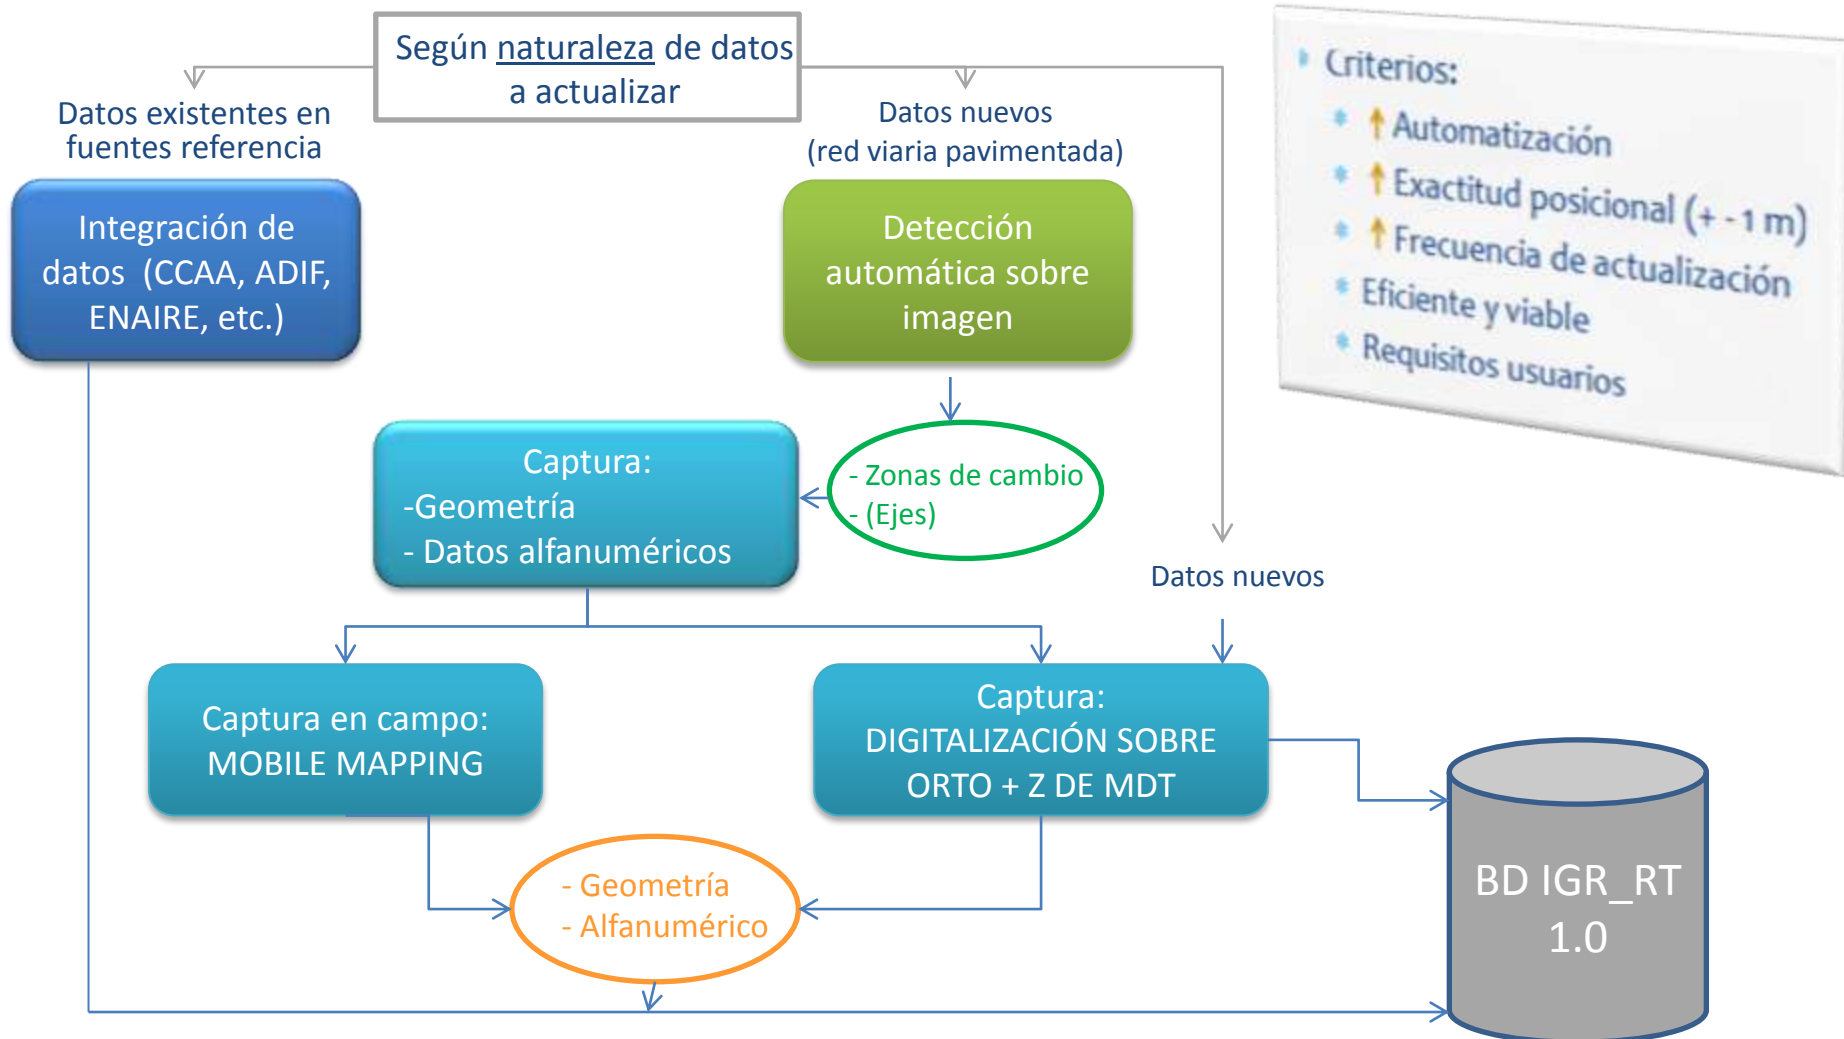 Según naturaleza de datos
a actualizar
Datos existentes en
fuentes referencia
Datos nuevos
(red viaria pavimentada)
Criterios:
↑ Automatización
↑ Exactitud posicional (+ - 1 m)
↑ Frecuencia de actualización
Eficiente y viable
Requisitos usuarios
Integración de
datos (CCAA, ADIF,
ENAIRE, etc.)
Detección
automática sobre
imagen
Captura:
-Geometría
- Datos alfanuméricos
- Zonas de cambio
- (Ejes)
Datos nuevos
Captura en campo:
MOBILE MAPPING
Captura:
DIGITALIZACIÓN SOBRE
ORTO + Z DE MDT
- Geometría
- Alfanumérico
BD IGR_RT
1.0